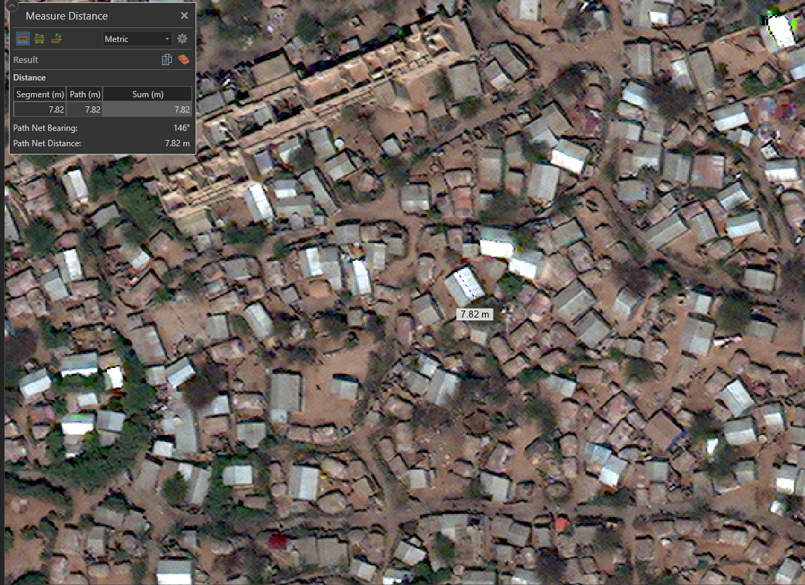 Measure Distance
Metric
Result
Distance
Segment (m) Path (m) Sum (m)
7.82 7.82 7.82
Path Net Bearing: 146°
Path Net Distance: 7.82 m
7.82 m